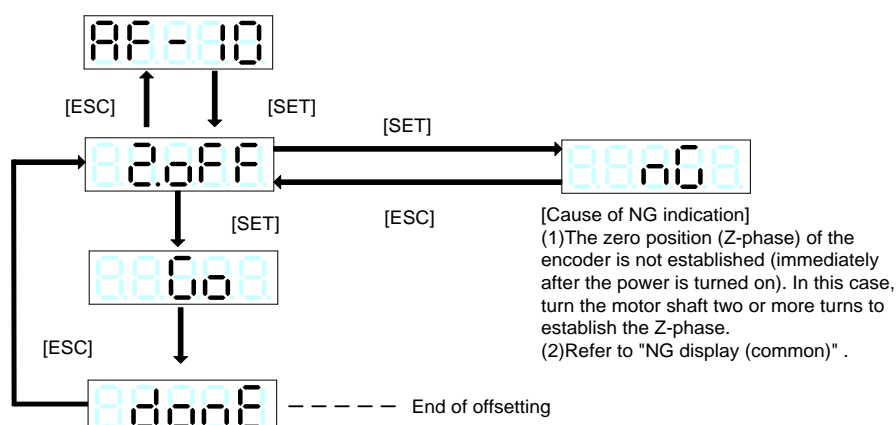 AF-10
[ESC]
[SET]
[SET]
2.oFF
nG
[ESC]
[SET]
[Cause of NG indication]
(1)The zero position (Z-phase) of the
encoder is not established (immediately
after the power is turned on). In this case,
turn the motor shaft two or more turns to
establish the Z-phase.
(2)Refer to "NG display (common)" .
Go
[ESC]
donE
End of offsetting